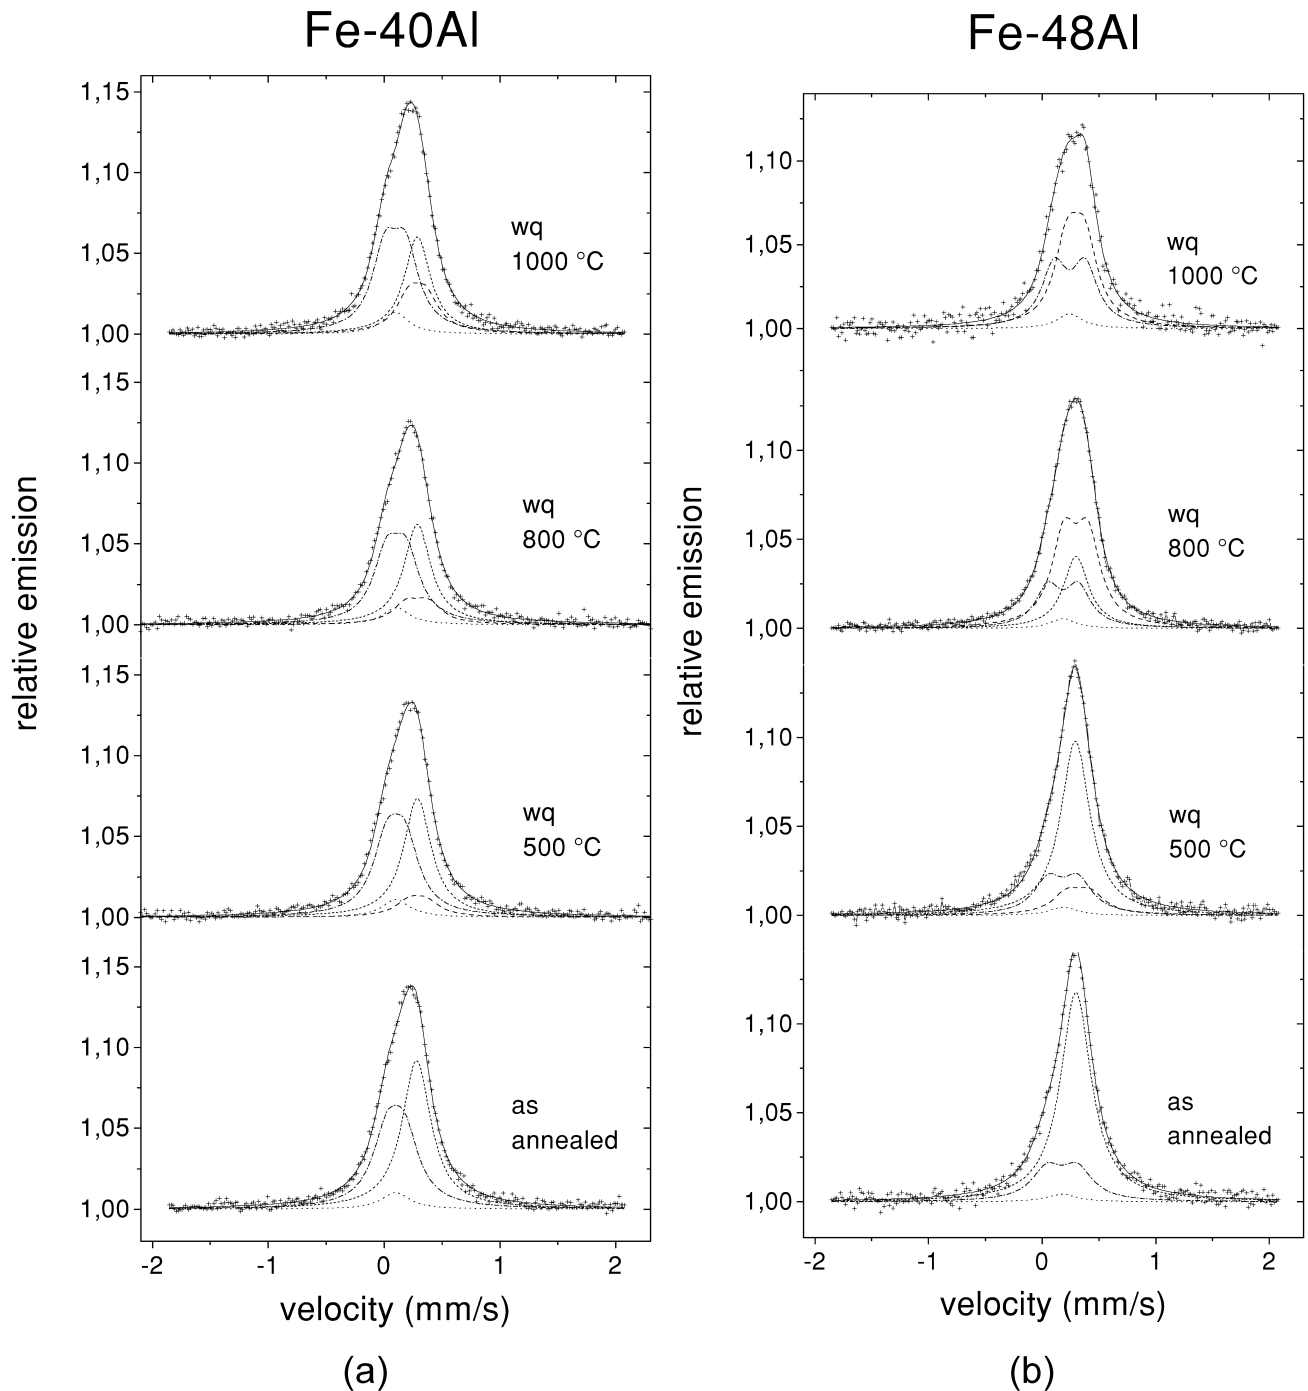 Fe-40Al
1,15
1,10
1,05
1,00
wq
1000 °C
1,15
1,10
1,05
1,00
wq
800 °C
1,15
1,10
1,05
1,00
wq
500 °C
1,15
1,10
1,05
1,00
as
annealed
-2 -1 0 1 2
relative emission
velocity (mm/s)
(a)
Fe-48Al
1,10
1,05
1,00
wq
1000 °C
1,10
1,05
1,00
wq
800 °C
1,10
1,05
1,00
wq
500 °C
1,10
1,05
1,00
as
annealed
-2 -1 0 1 2
relative emission
velocity (mm/s)
(b)